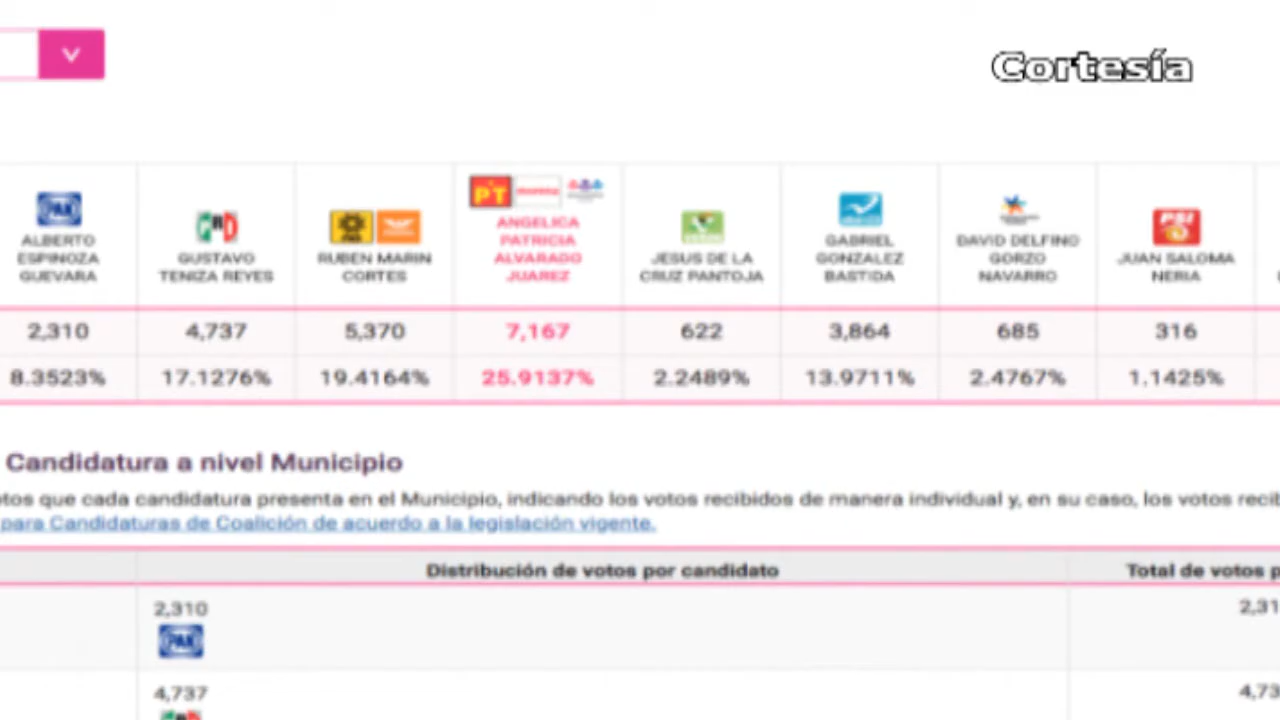 Cortesía
PAN
PRI
PRD
PT
morena
PSI
ALBERTO
ESPINOZA
GUEVARA
GUSTAVO
TENIZA REYES
RUBEN MARIN
CORTES
ANGELICA
PATRICIA
ALVARADO
JUAREZ
JESUS DE LA
CRUZ PANTOJA
GABRIEL
GONZALEZ
BASTIDA
DAVID DELFINO
GORZO
NAVARRO
JUAN SALOMA
NERIA
2,310 4,737 5,370 7,167 622 3,864 685 316
8.3523% 17.1276% 19.4164% 25.9137% 2.2489% 13.9711% 2.4767% 1.1425%
Candidatura a nivel Municipio
otos que cada candidatura presenta en el Municipio, indicando los votos recibidos de manera individual y, en su caso, los votos recib
para Candidaturas de Coalición de acuerdo a la legislación vigente.
Distribución de votos por candidato Total de votos p
2,310 2,31
PAN
4,737 4,73